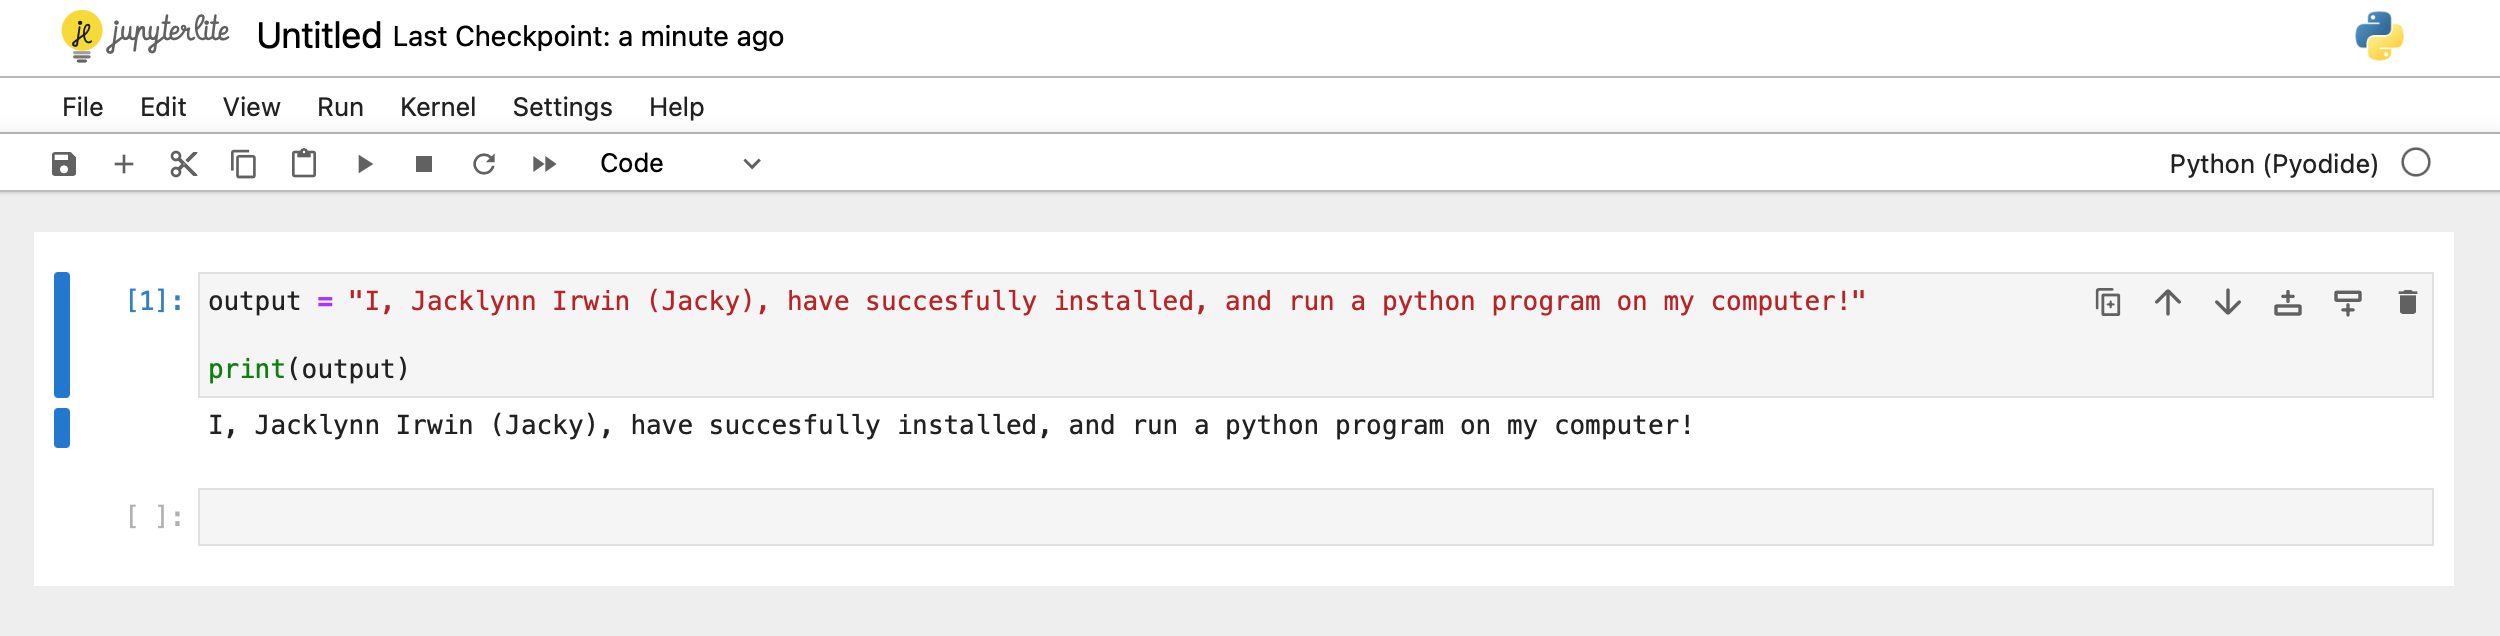 jupyterlite Untitled Last Checkpoint: a minute ago
File Edit View Run Kernel Settings Help
Code Python (Pyodide)
[1]: output = "I, Jacklynn Irwin (Jacky), have succesfully installed, and run a python program on my computer!"
print(output)
I, Jacklynn Irwin (Jacky), have succesfully installed, and run a python program on my computer!
[ ]: